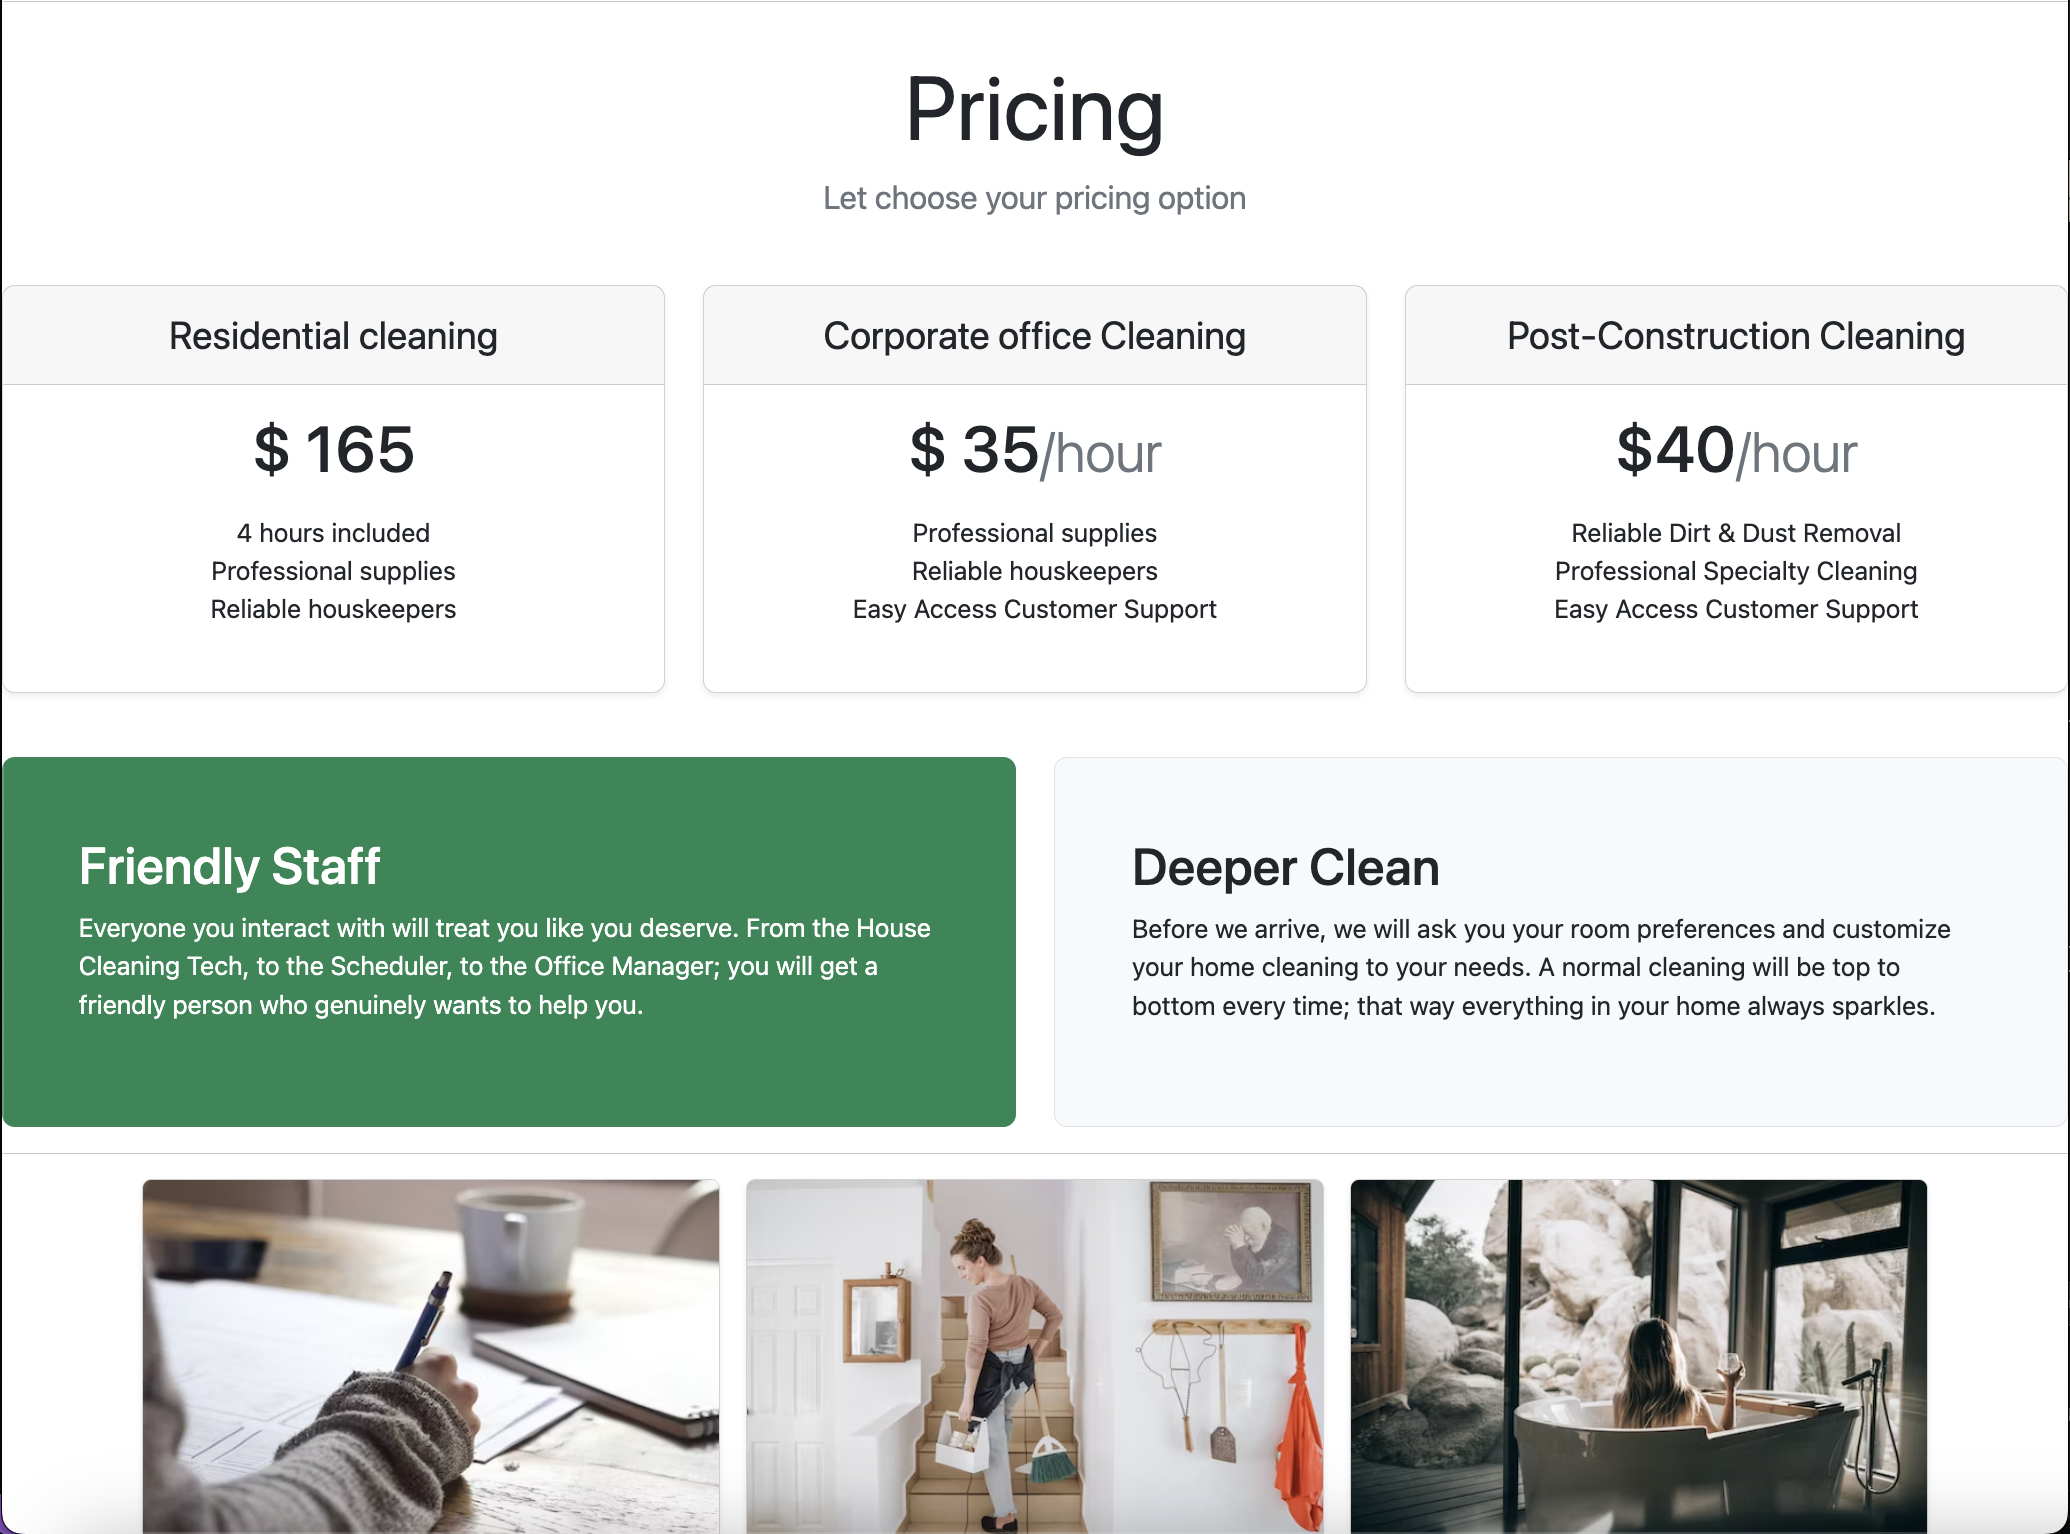 Pricing
Let choose your pricing option
Residential cleaning
$ 165
4 hours included
Professional supplies
Reliable houskeepers
Corporate office Cleaning
$ 35/hour
Professional supplies
Reliable houskeepers
Easy Access Customer Support
Post-Construction Cleaning
$40/hour
Reliable Dirt & Dust Removal
Professional Specialty Cleaning
Easy Access Customer Support
Friendly Staff
Everyone you interact with will treat you like you deserve. From the House
Cleaning Tech, to the Scheduler, to the Office Manager; you will get a
friendly person who genuinely wants to help you.
Deeper Clean
Before we arrive, we will ask you your room preferences and customize
your home cleaning to your needs. A normal cleaning will be top to
bottom every time; that way everything in your home always sparkles.